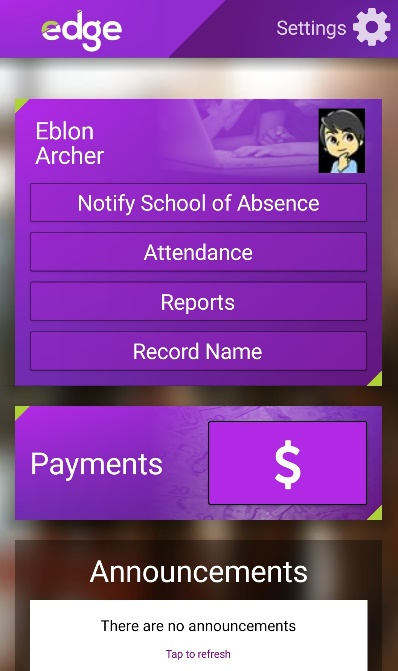 edge
Settings
Eblon
Archer
Notify School of Absence
Attendance
Reports
Record Name
Payments
$
Announcements
There are no announcements
Tap to refresh